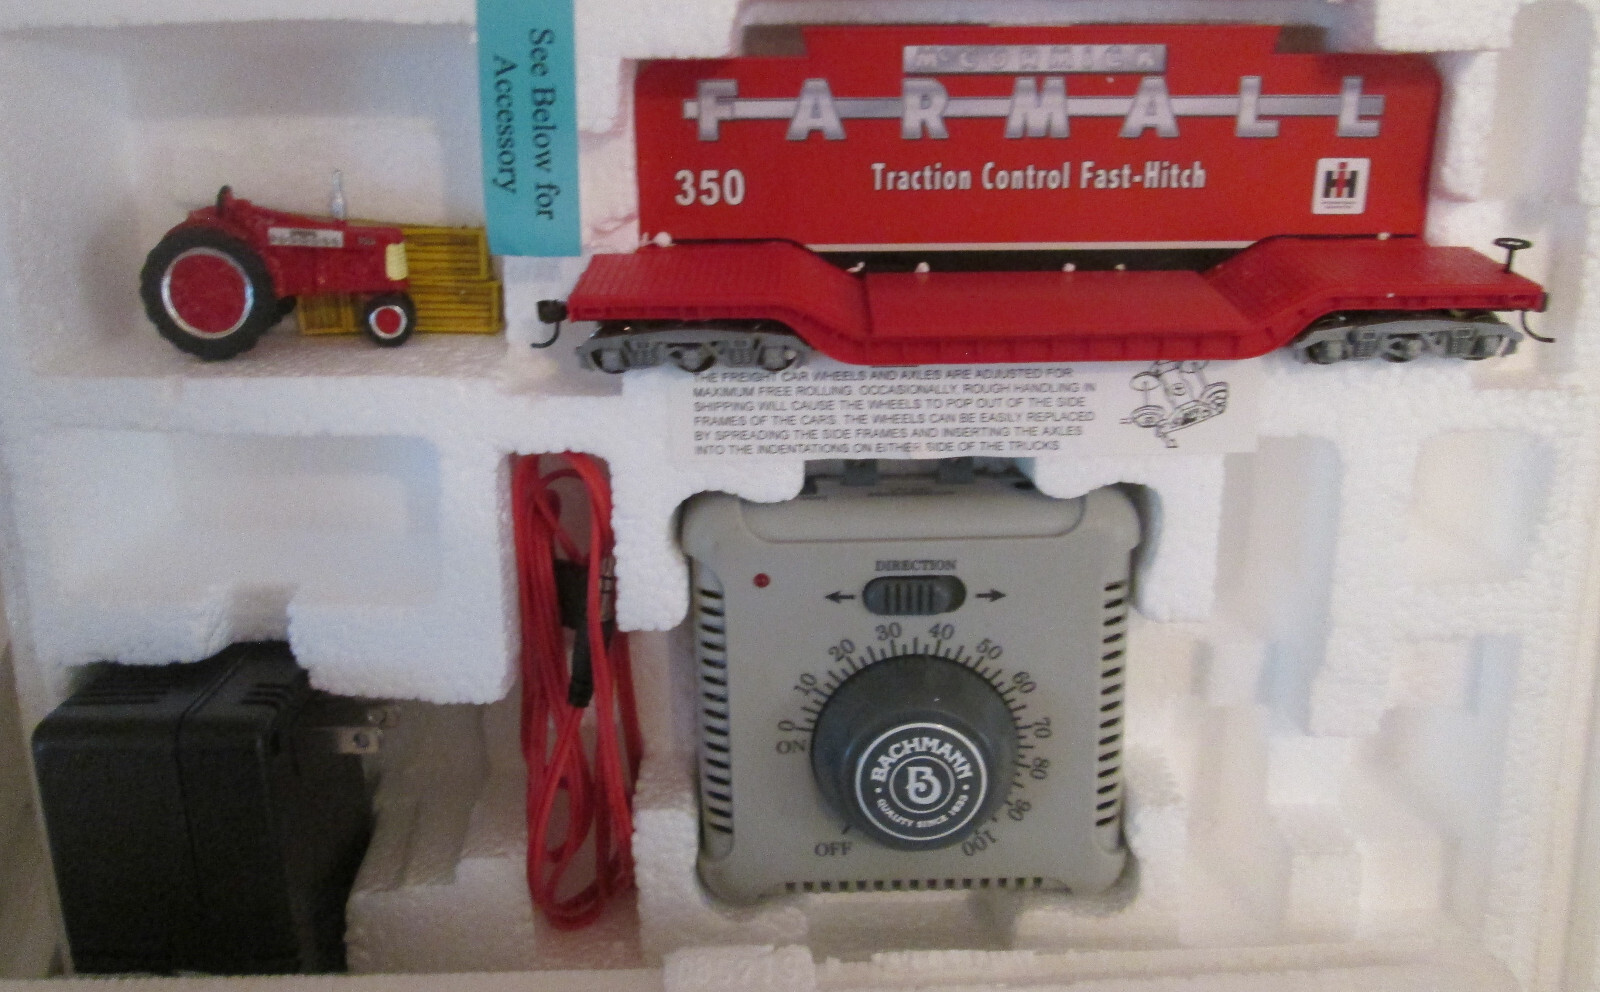 See Below for
Accessory
McCORMICK
FARMALL
350
Traction Control Fast-Hitch
IH
THE FREIGHT CAR WHEELS AND AXLES ARE ADJUSTED FOR
MAXIMUM FREE ROLLING. OCCASIONALLY, ROUGH HANDLING IN
SHIPPING WILL CAUSE THE WHEELS TO POP OUT OF THE SIDE
FRAMES OF THE CARS. THE WHEELS CAN BE EASILY REPLACED
BY SPREADING THE SIDE FRAMES AND INSERTING THE AXLES
INTO THE INDENTATIONS ON EITHER SIDE OF THE TRUCKS.
DIRECTION
0 10 20 30 40 50 60 70 80 90 100
ON
OFF
BACHMANN
B
QUALITY SINCE 1833